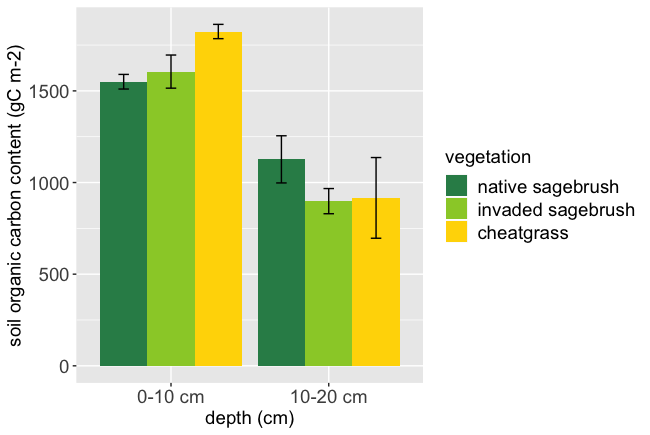 soil organic carbon content (gC m-2)
1500
1000
500
0
0-10 cm
10-20 cm
depth (cm)
vegetation
native sagebrush
invaded sagebrush
cheatgrass